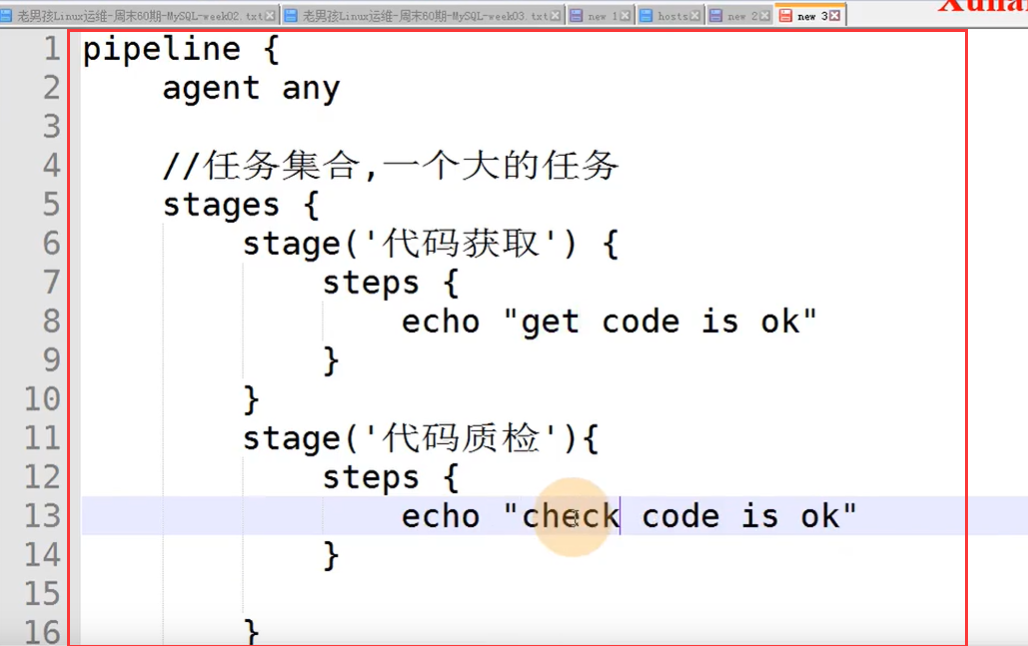 老男孩Linux运维-周末60期-MySQL-week02.txt 老男孩Linux运维-周末60期-MySQL-week03.txt new 1 hosts new 2 new 3
1 pipeline {
2 agent any
3
4 //任务集合,一个大的任务
5 stages {
6 stage('代码获取') {
7 steps {
8 echo "get code is ok"
9 }
10 }
11 stage('代码质检'){
12 steps {
13 echo "check code is ok"
14 }
15
16 }